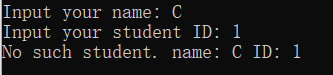 Input your name: C
Input your student ID: 1
No such student. name: C ID: 1